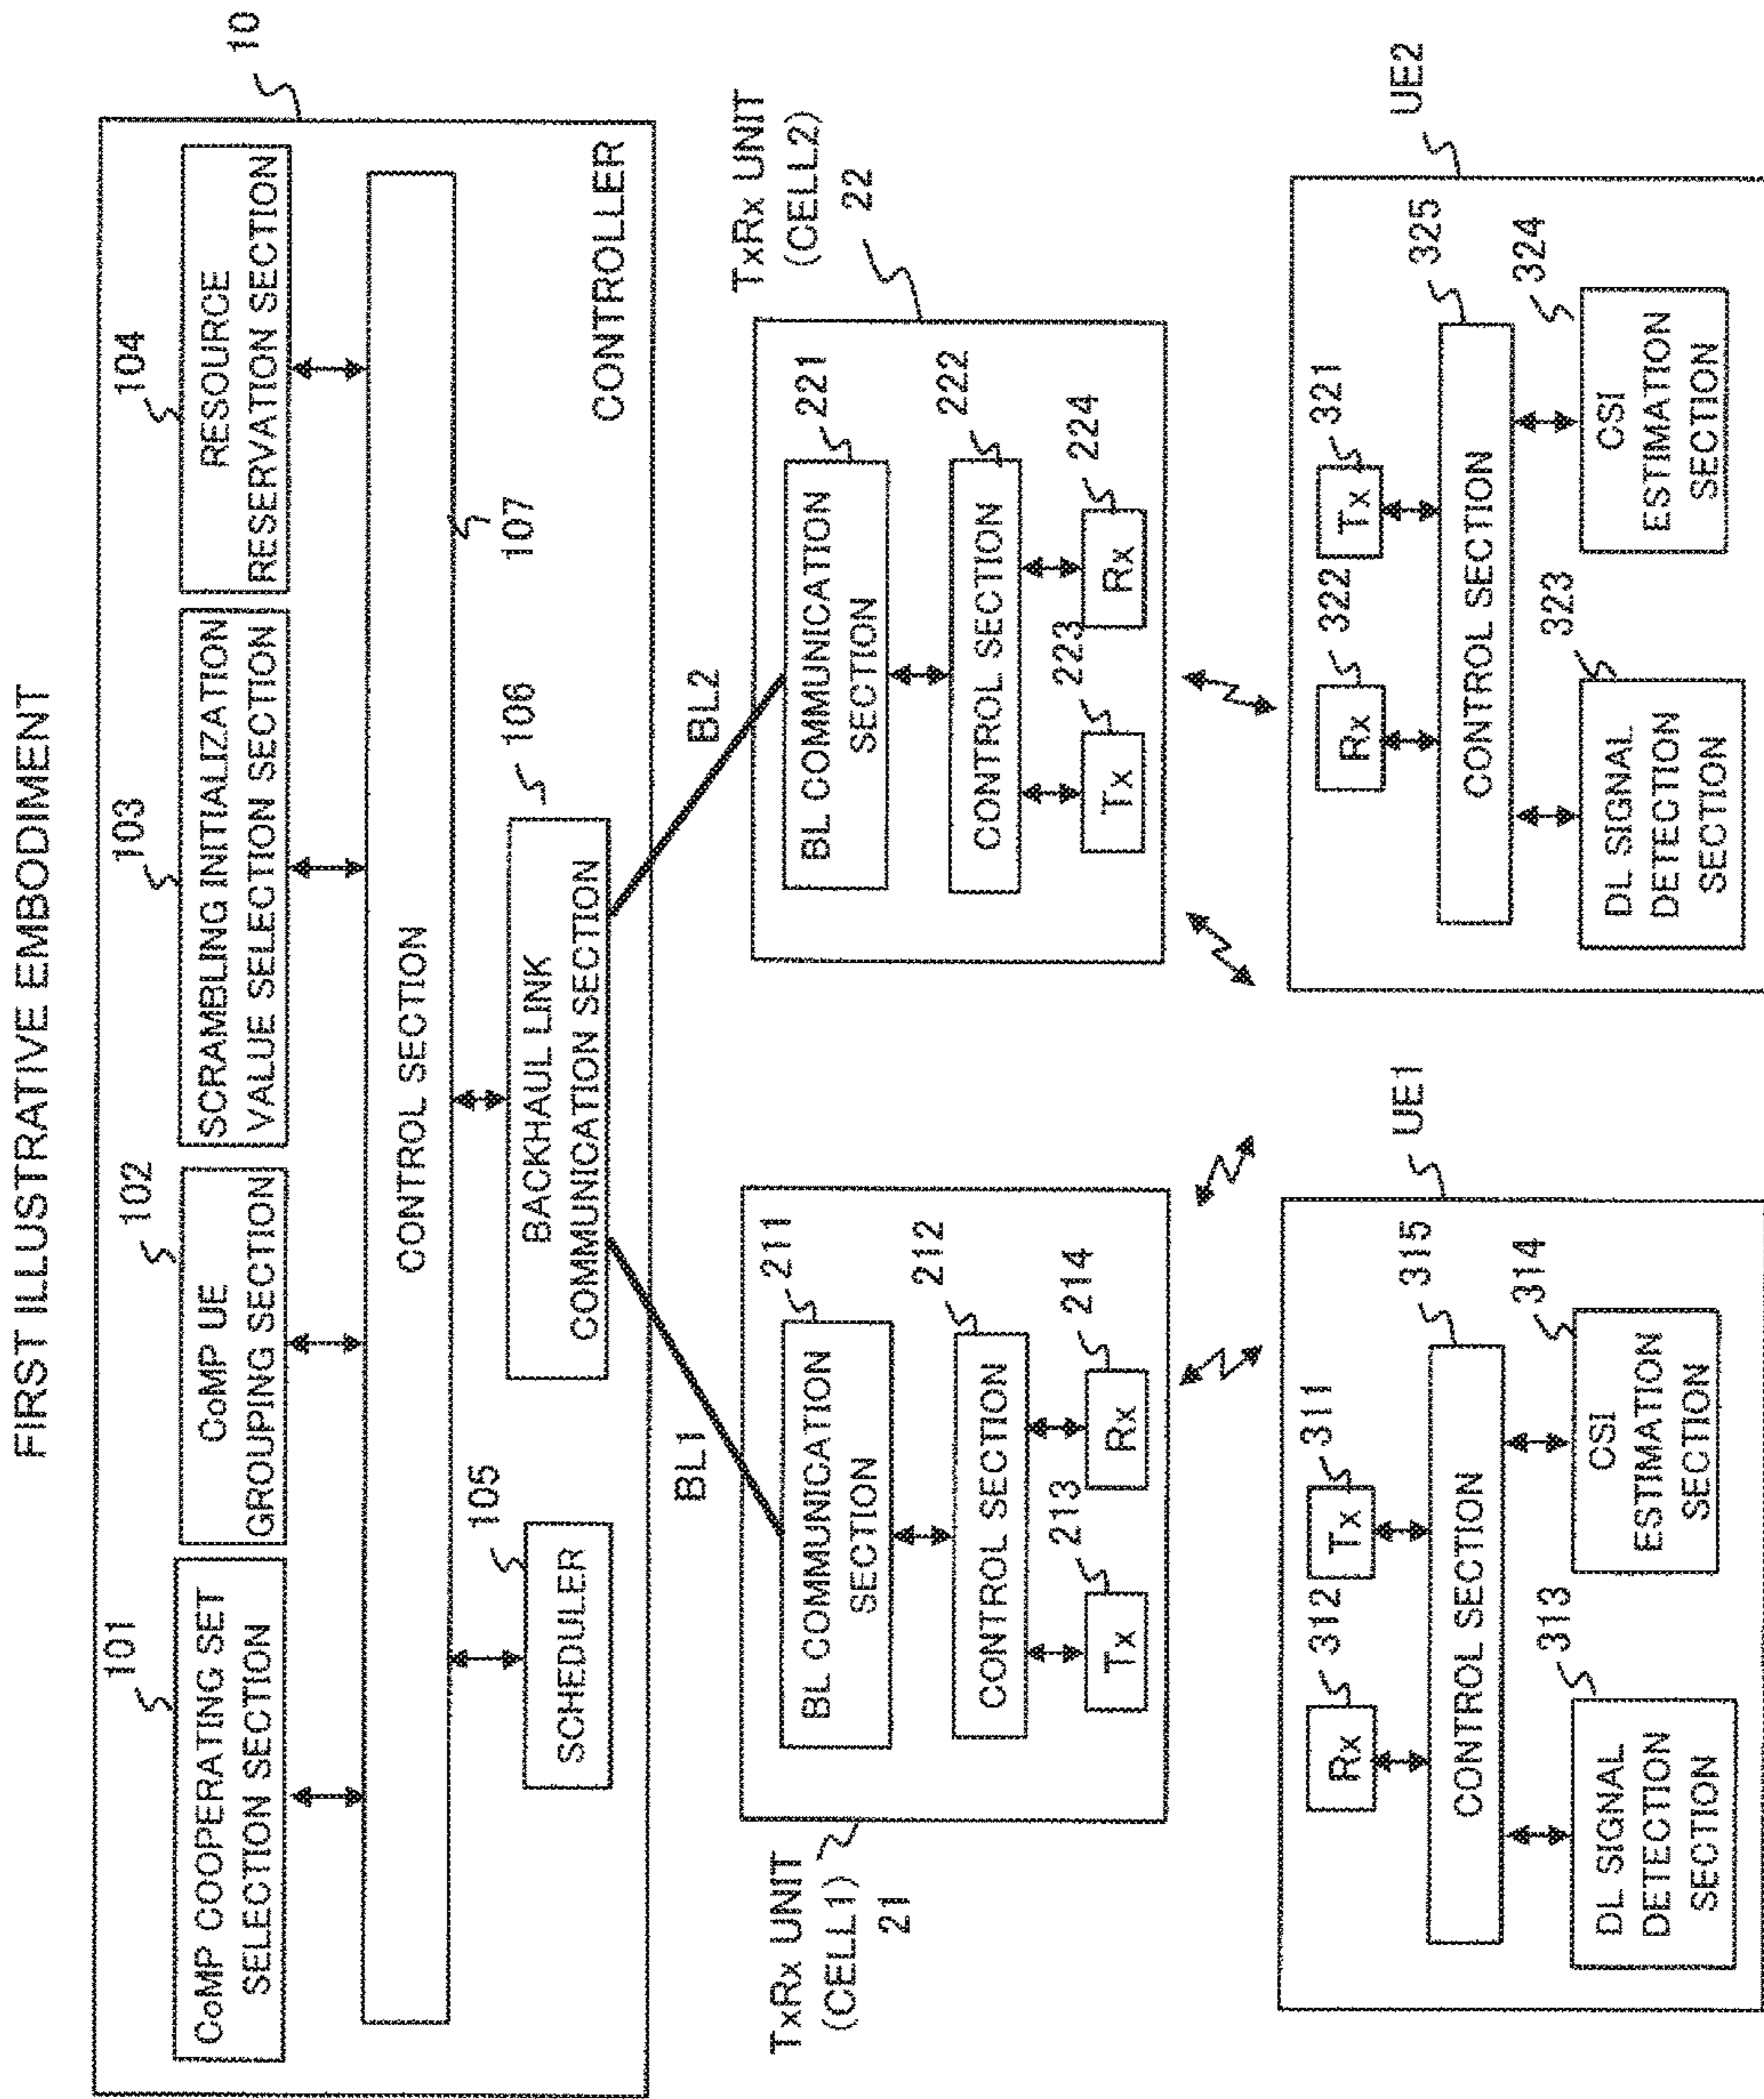 FIRST ILLUSTRATIVE EMBODIMENT
10
101
102
103
104
CoMP COOPERATING SET
SELECTION SECTION
CoMP UE
GROUPING SECTION
SCRAMBLING INITIALIZATION
VALUE SELECTION SECTION
RESOURCE
RESERVATION SECTION
CONTROL SECTION
107
105
SCHEDULER
106
BACKHAUL LINK
COMMUNICATION SECTION
CONTROLLER
BL1
BL2
TxRx UNIT
(CELL1)
21
211
BL COMMUNICATION
SECTION
212
CONTROL SECTION
213
214
Tx
Rx
TxRx UNIT
(CELL2)
22
221
BL COMMUNICATION
SECTION
222
CONTROL SECTION
223
224
Tx
Rx
UE1
312
311
Rx
Tx
315
CONTROL SECTION
313
314
DL SIGNAL
DETECTION
SECTION
CSI
ESTIMATION
SECTION
UE2
322
321
Rx
Tx
325
CONTROL SECTION
323
324
DL SIGNAL
DETECTION
SECTION
CSI
ESTIMATION
SECTION